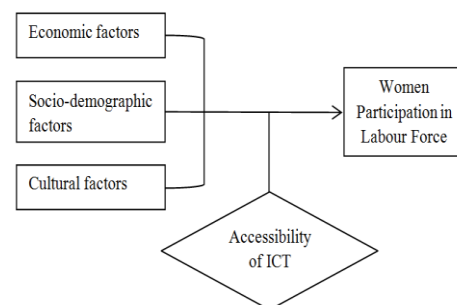 Economic factors
Socio-demographic
factors
Cultural factors
Women
Participation in
Labour Force
Accessibility
of ICT